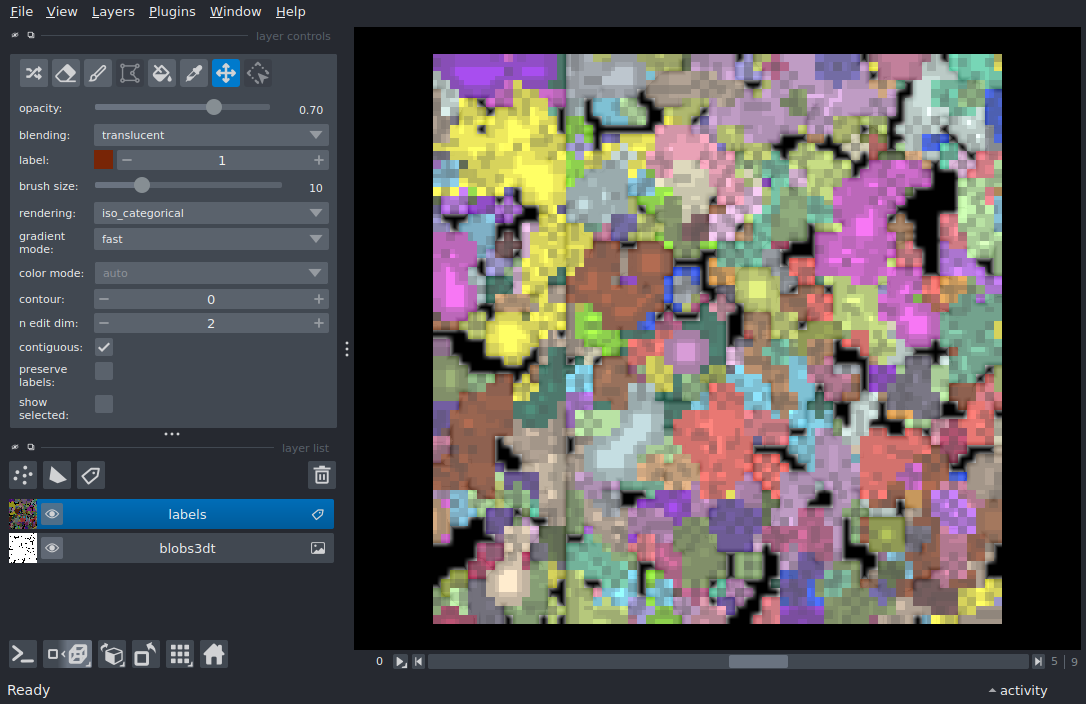 File View Layers Plugins Window Help
layer controls
opacity: 0.70
blending: translucent
label: 1
brush size: 10
rendering: iso_categorical
gradient
mode: fast
color mode: auto
contour: 0
n edit dim: 2
contiguous:
preserve
labels:
show
selected:
layer list
labels
blobs3dt
0 5 9
Ready activity